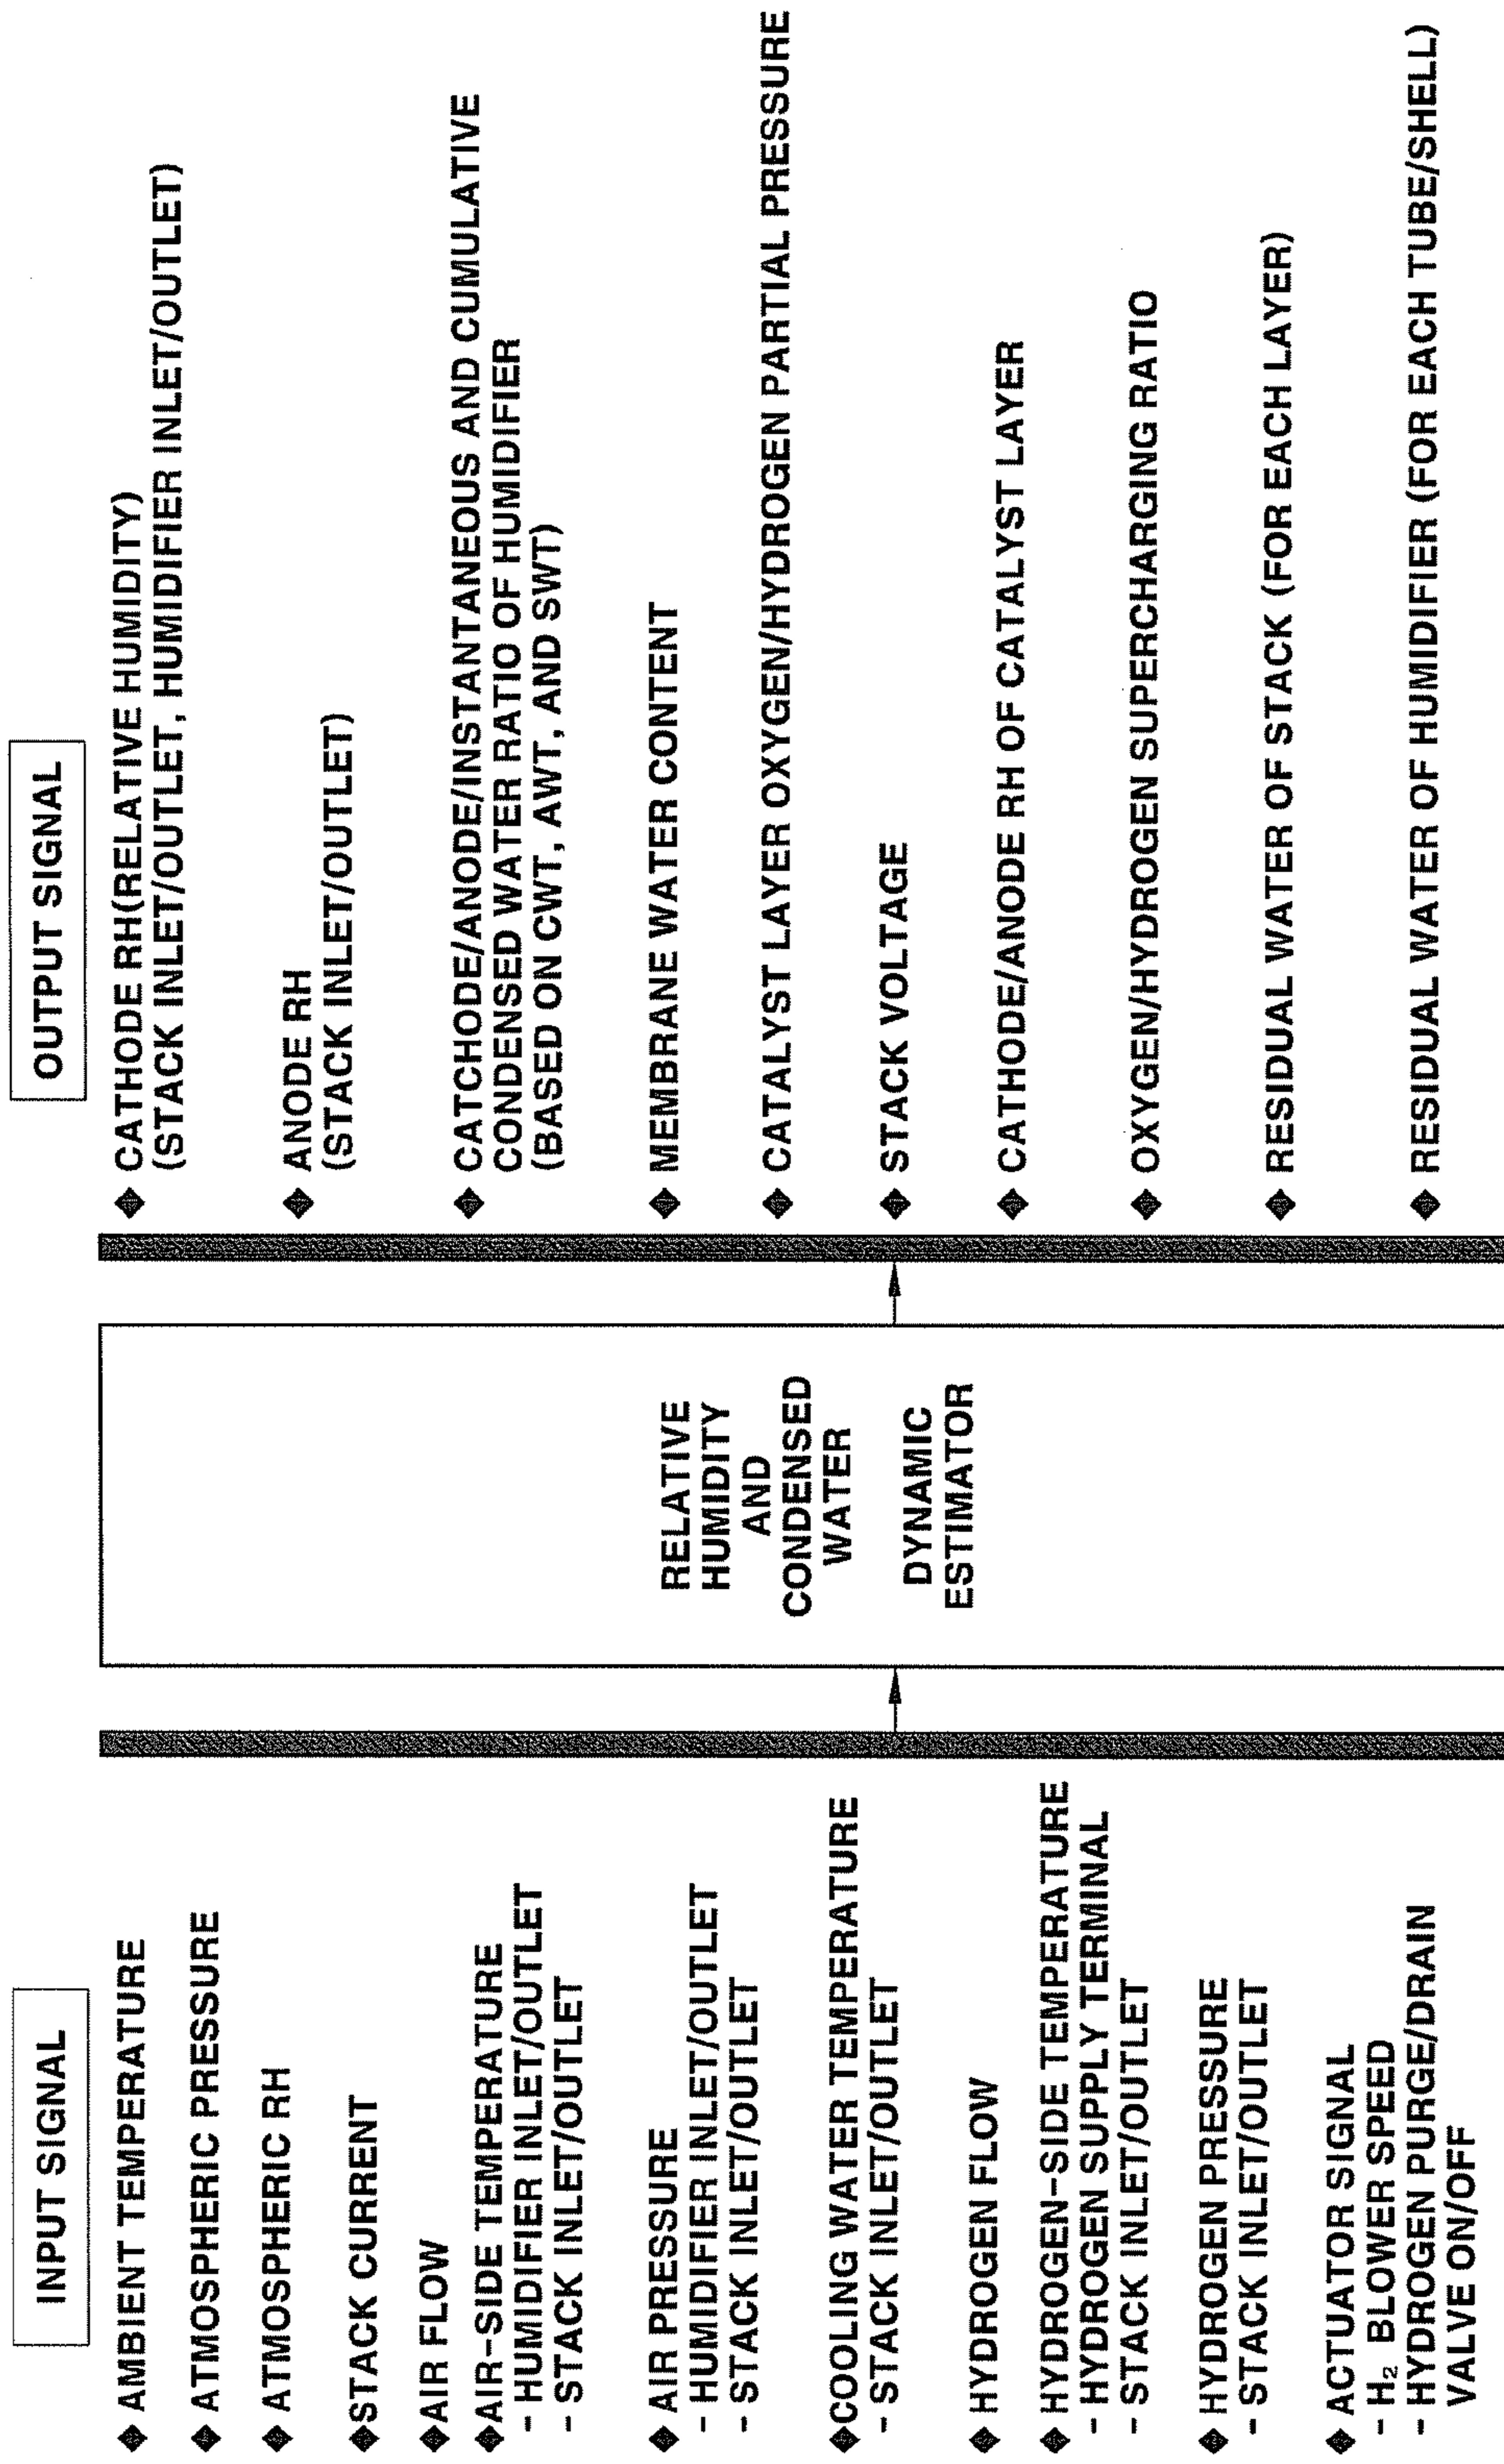 INPUT SIGNAL
◆ AMBIENT TEMPERATURE
◆ ATMOSPHERIC PRESSURE
◆ ATMOSPHERIC RH
◆STACK CURRENT
◆AIR FLOW
◆AIR-SIDE TEMPERATURE
- HUMIDIFIER INLET/OUTLET
- STACK INLET/OUTLET
◆ AIR PRESSURE
- HUMIDIFIER INLET/OUTLET
- STACK INLET/OUTLET
◆COOLING WATER TEMPERATURE
- STACK INLET/OUTLET
◆ HYDROGEN FLOW
◆ HYDROGEN-SIDE TEMPERATURE
- HYDROGEN SUPPLY TERMINAL
- STACK INLET/OUTLET
◆ HYDROGEN PRESSURE
- STACK INLET/OUTLET
◆ ACTUATOR SIGNAL
- H₂ BLOWER SPEED
- HYDROGEN PURGE/DRAIN
VALVE ON/OFF
RELATIVE
HUMIDITY
AND
CONDENSED
WATER
DYNAMIC
ESTIMATOR
OUTPUT SIGNAL
◆ CATHODE RH(RELATIVE HUMIDITY)
(STACK INLET/OUTLET, HUMIDIFIER INLET/OUTLET)
◆ ANODE RH
(STACK INLET/OUTLET)
◆ CATCHODE/ANODE/INSTANTANEOUS AND CUMULATIVE
CONDENSED WATER RATIO OF HUMIDIFIER
(BASED ON CWT, AWT, AND SWT)
◆ MEMBRANE WATER CONTENT
◆ CATALYST LAYER OXYGEN/HYDROGEN PARTIAL PRESSURE
◆ STACK VOLTAGE
◆ CATHODE/ANODE RH OF CATALYST LAYER
◆ OXYGEN/HYDROGEN SUPERCHARGING RATIO
◆ RESIDUAL WATER OF STACK (FOR EACH LAYER)
◆ RESIDUAL WATER OF HUMIDIFIER (FOR EACH TUBE/SHELL)